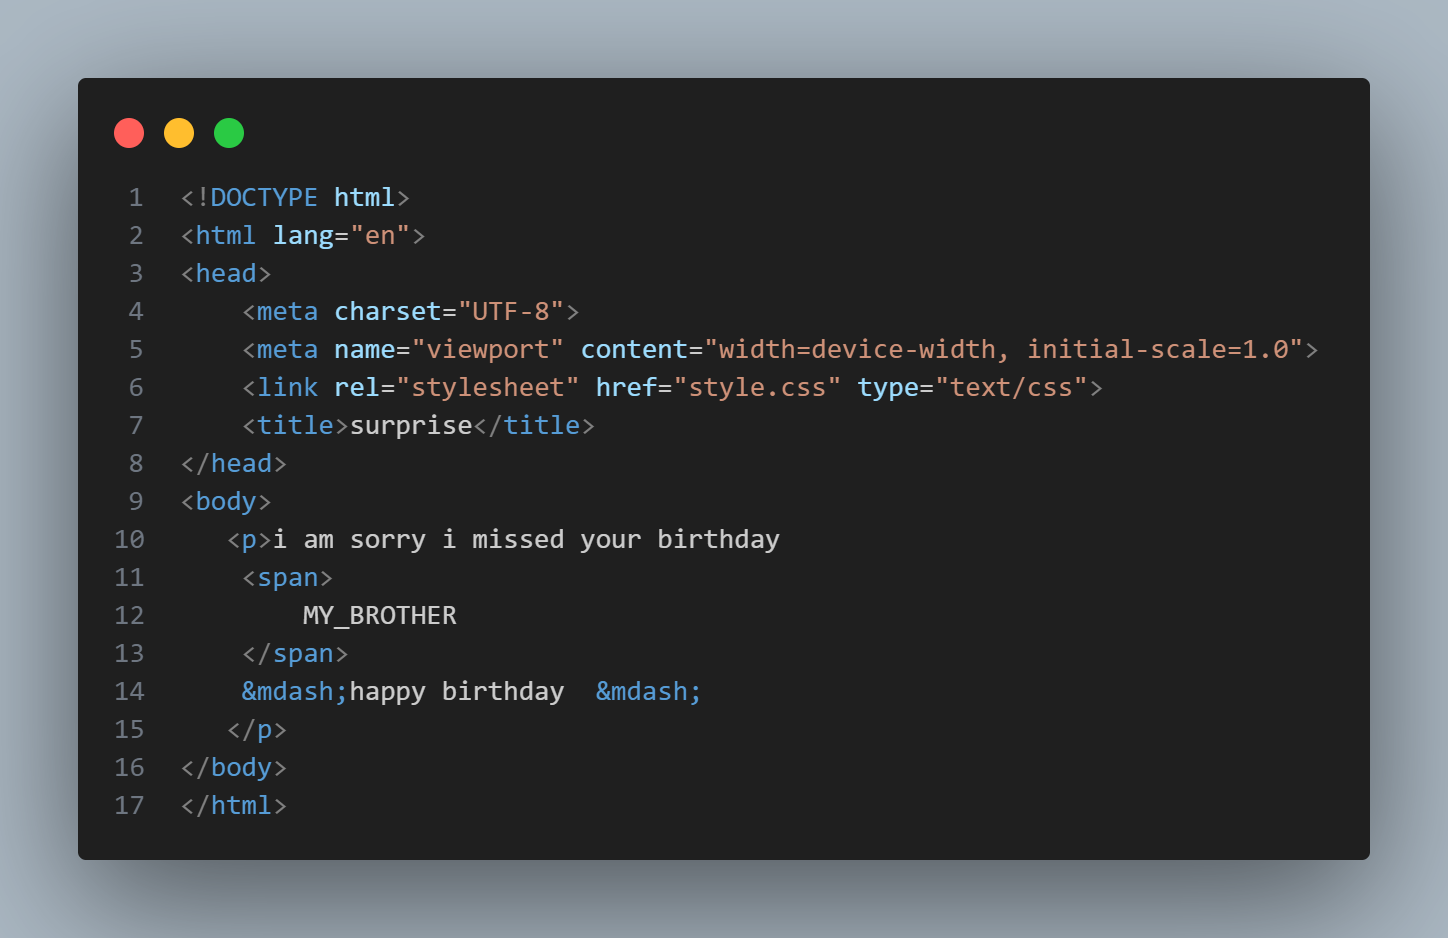 1 <!DOCTYPE html>
2 <html lang="en">
3 <head>
4     <meta charset="UTF-8">
5     <meta name="viewport" content="width=device-width, initial-scale=1.0">
6     <link rel="stylesheet" href="style.css" type="text/css">
7     <title>surprise</title>
8 </head>
9 <body>
10    <p>i am sorry i missed your birthday
11     <span>
12         MY_BROTHER
13     </span>
14     &mdash;happy birthday  &mdash;
15    </p>
16 </body>
17 </html>